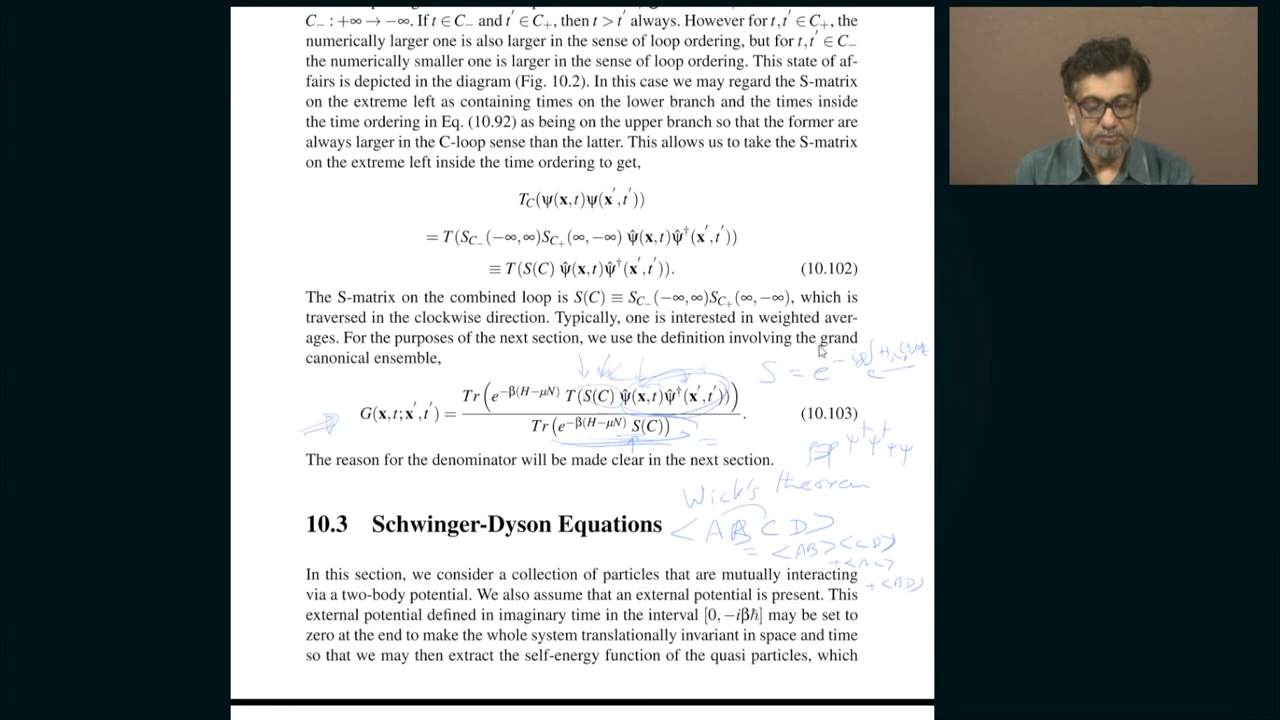 C− : +∞ → −∞. If t ∈ C− and t′ ∈ C+, then t > t′ always. However for t,t′ ∈ C+, the
numerically larger one is also larger in the sense of loop ordering, but for t,t′ ∈ C−
the numerically smaller one is larger in the sense of loop ordering. This state of af-
fairs is depicted in the diagram (Fig. 10.2). In this case we may regard the S-matrix
on the extreme left as containing times on the lower branch and the times inside
the time ordering in Eq. (10.92) as being on the upper branch so that the former are
always larger in the C-loop sense than the latter. This allows us to take the S-matrix
on the extreme left inside the time ordering to get,
T_C(ψ(x,t)ψ(x′,t′))
= T(S_C−(−∞,∞)S_C+(∞,−∞) ψ̂(x,t)ψ̂†(x′,t′))
≡ T(S(C) ψ̂(x,t)ψ̂†(x′,t′)). (10.102)
The S-matrix on the combined loop is S(C) ≡ S_C−(−∞,∞)S_C+(∞,−∞), which is
traversed in the clockwise direction. Typically, one is interested in weighted aver-
ages. For the purposes of the next section, we use the definition involving the grand
canonical ensemble,
S = e
Tr(e^−β(H−μN) T(S(C) ψ̂(x,t)ψ̂†(x′,t′)))
G(x,t;x′,t′) = . (10.103)
Tr(e^−β(H−μN) S(C))
ψ†ψ†ψψ
The reason for the denominator will be made clear in the next section.
Wick's theorem
10.3 Schwinger-Dyson Equations
<ABCD>
= <AB><CD>
+<AC>
+<BD>
In this section, we consider a collection of particles that are mutually interacting
via a two-body potential. We also assume that an external potential is present. This
external potential defined in imaginary time in the interval [0,−iβħ] may be set to
zero at the end to make the whole system translationally invariant in space and time
so that we may then extract the self-energy function of the quasi particles, which